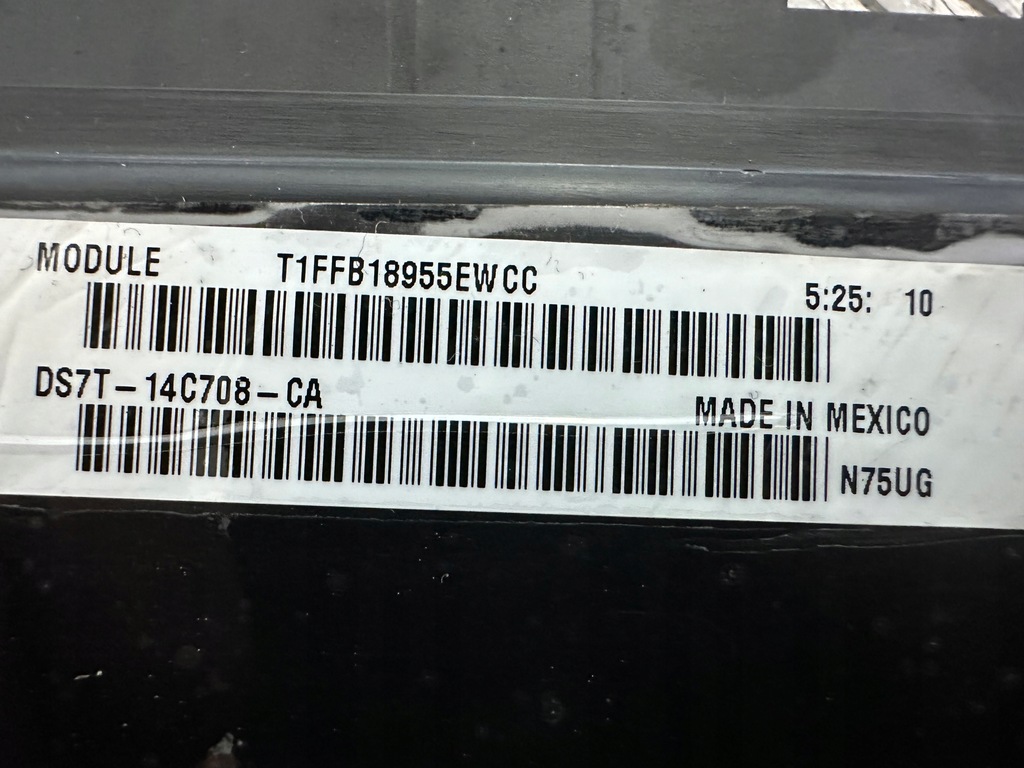 MODULE T1FFB18955EWCC 5:25: 10
DS7T-14C708-CA
MADE IN MEXICO
N75UG